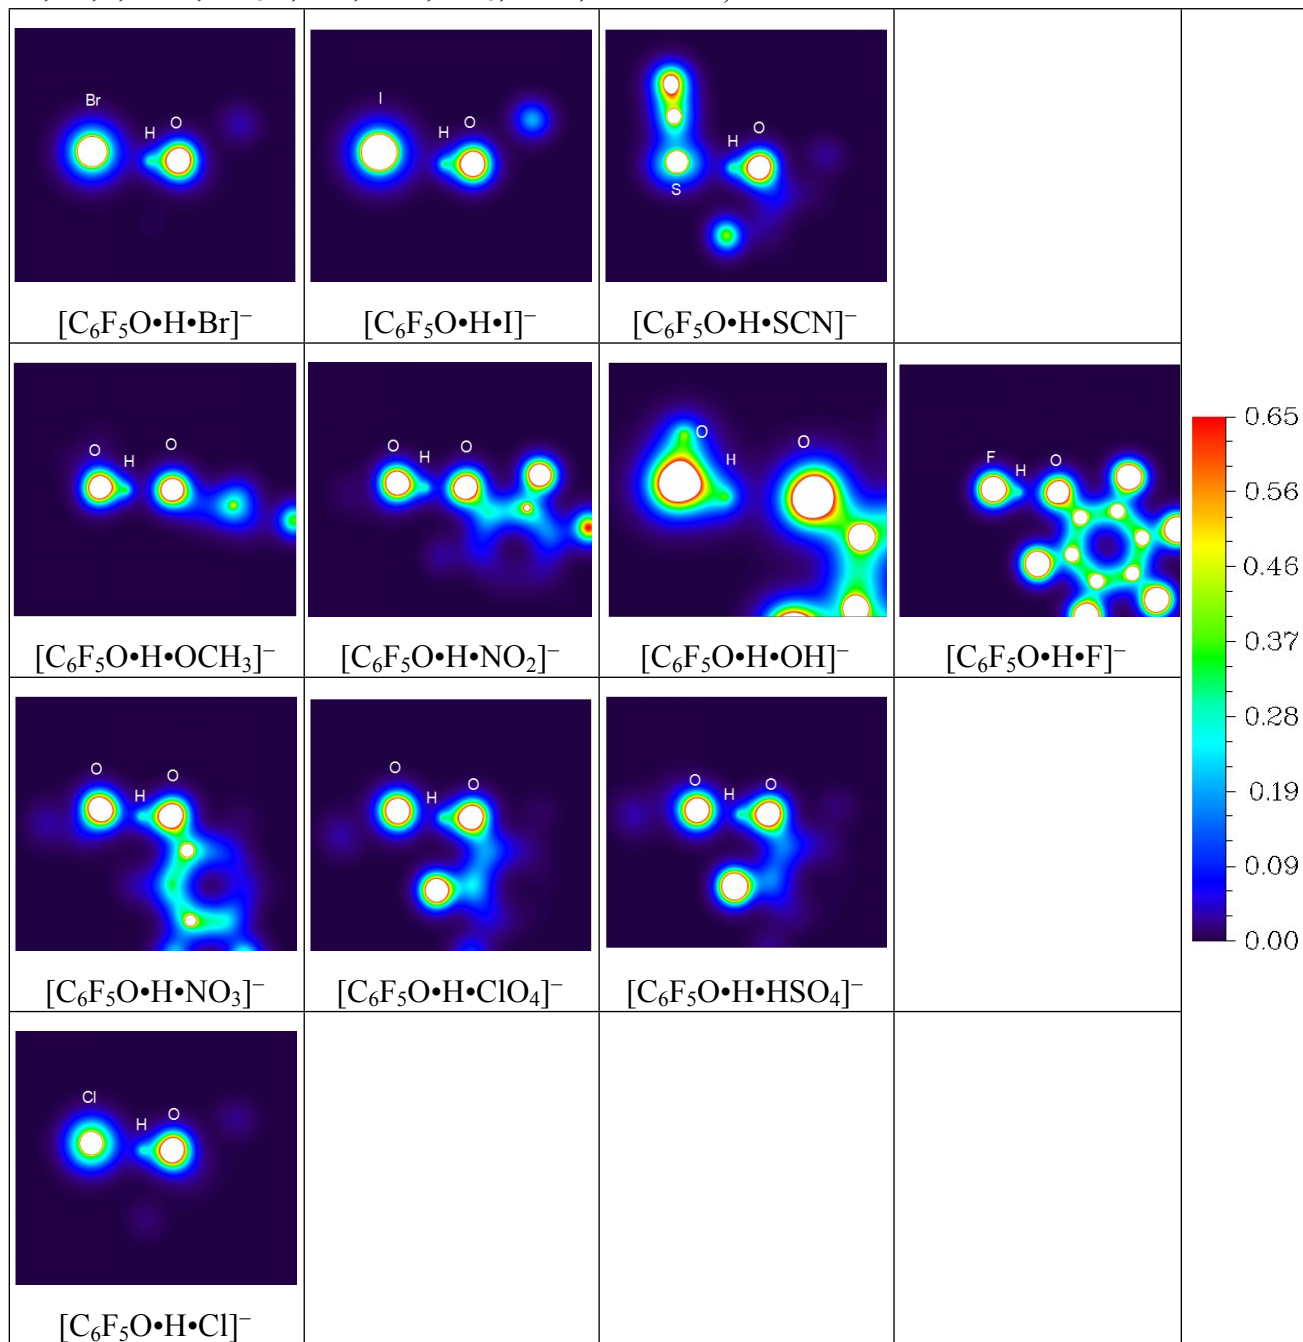 Br
H O
[C₆F₅O•H•Br]⁻
I
H O
[C₆F₅O•H•I]⁻
H O
S
[C₆F₅O•H•SCN]⁻
O H O
[C₆F₅O•H•OCH₃]⁻
O H O
[C₆F₅O•H•NO₂]⁻
O H O
[C₆F₅O•H•OH]⁻
F H O
[C₆F₅O•H•F]⁻
O H O
[C₆F₅O•H•NO₃]⁻
O H O
[C₆F₅O•H•ClO₄]⁻
O H O
[C₆F₅O•H•HSO₄]⁻
Cl H O
[C₆F₅O•H•Cl]⁻
0.65
0.56
0.46
0.37
0.28
0.19
0.09
0.00